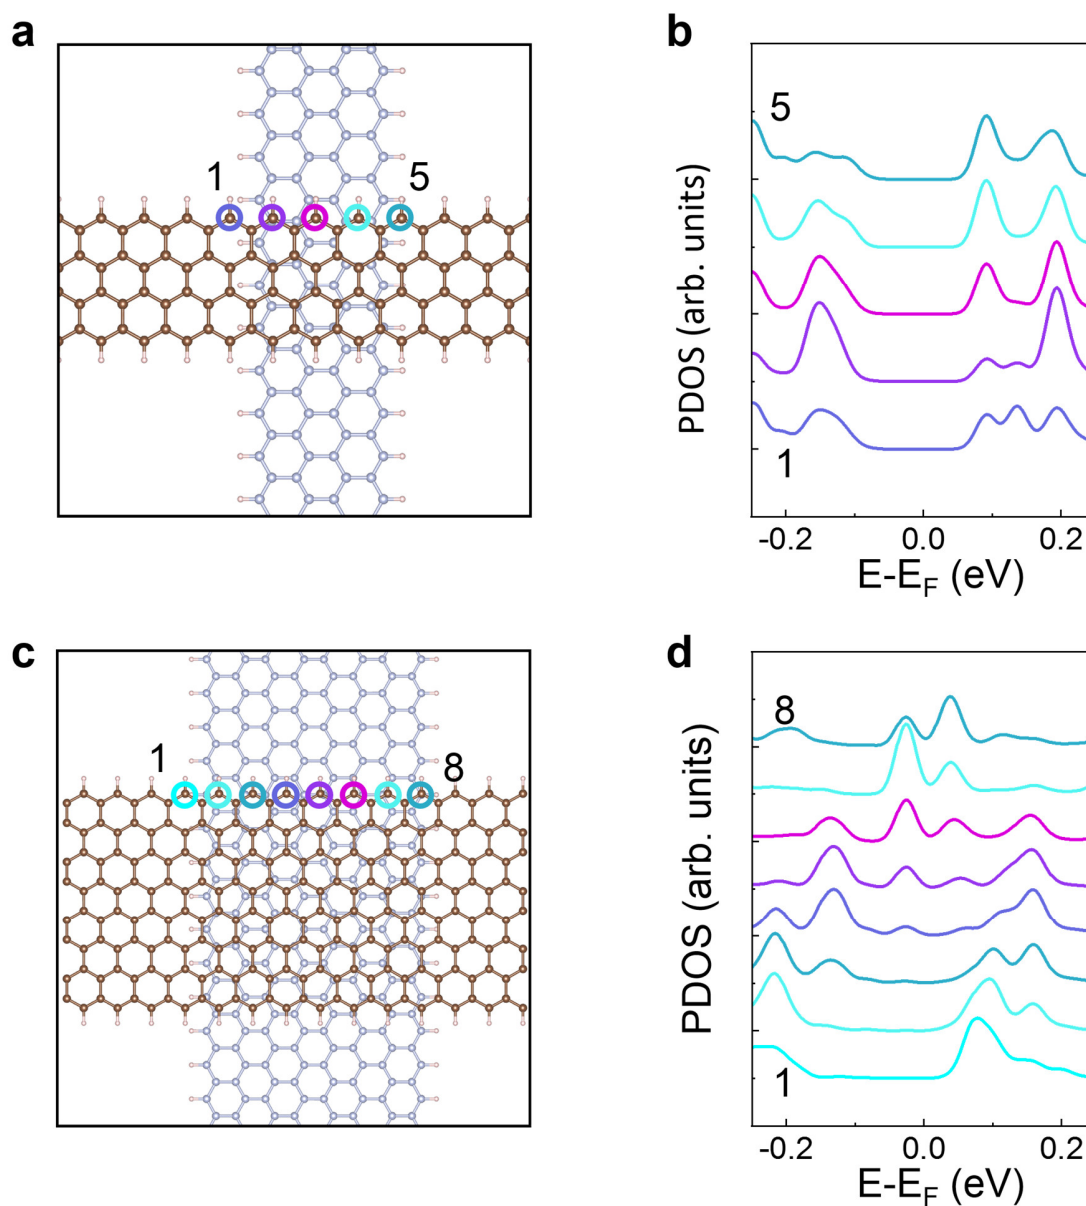 a
1
5
b
5
1
PDOS (arb. units)
-0.2
0.0
0.2
E-E_F (eV)
c
1
8
d
8
1
PDOS (arb. units)
-0.2
0.0
0.2
E-E_F (eV)